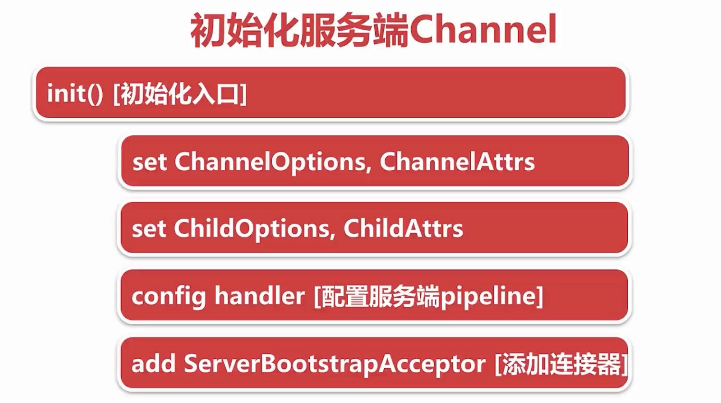 初始化服务端Channel
init() [初始化入口]
set ChannelOptions, ChannelAttrs
set ChildOptions, ChildAttrs
config handler [配置服务端pipeline]
add ServerBootstrapAcceptor [添加连接器]